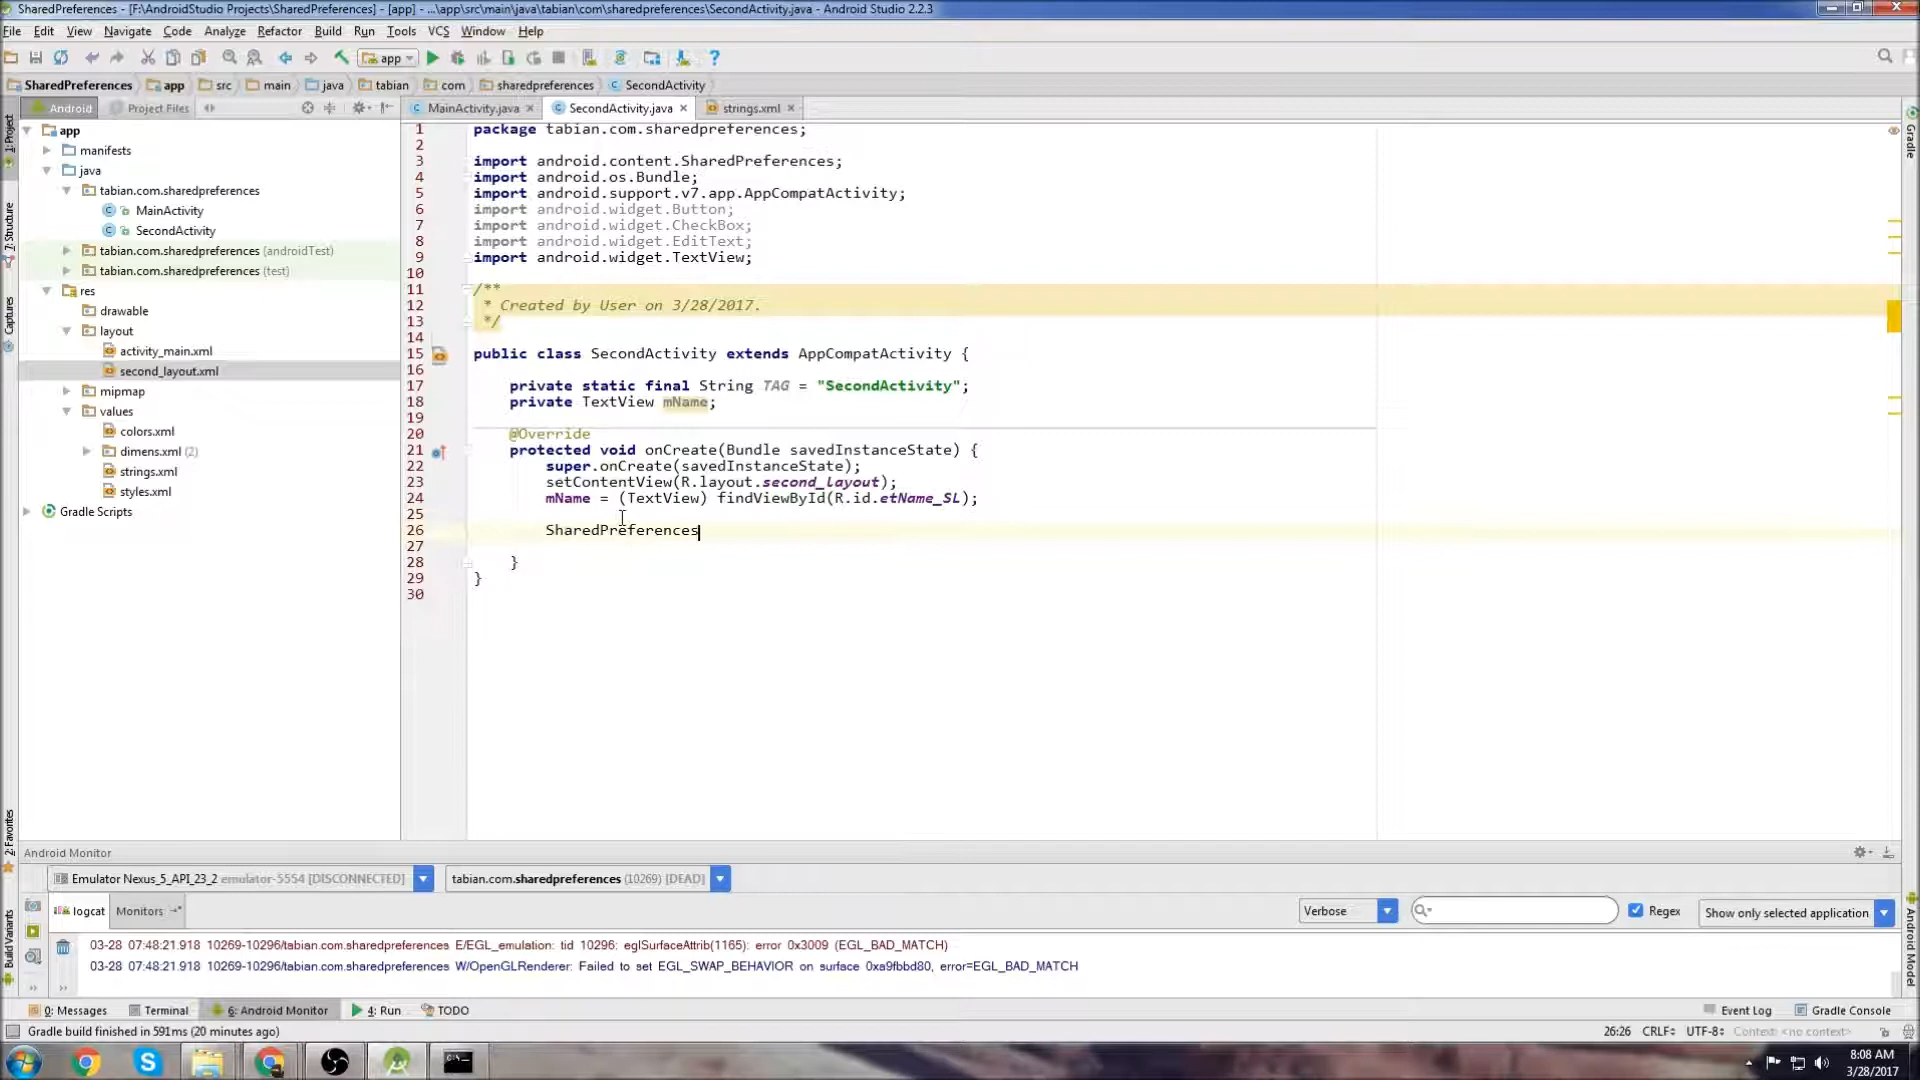 SharedPreferences - [F:\AndroidStudio Projects\SharedPreferences] - [app] - ...\app\src\main\java\tabian\com\sharedpreferences\SecondActivity.java - Android Studio 2.2.3
File Edit View Navigate Code Analyze Refactor Build Run Tools VCS Window Help
app
SharedPreferences app src main java tabian com sharedpreferences SecondActivity
Android Project Files
MainActivity.java SecondActivity.java strings.xml
1: Project
7: Structure
Captures
2: Favorites
Build Variants
Gradle
Android Model
app
manifests
java
tabian.com.sharedpreferences
MainActivity
SecondActivity
tabian.com.sharedpreferences (androidTest)
tabian.com.sharedpreferences (test)
res
drawable
layout
activity_main.xml
second_layout.xml
mipmap
values
colors.xml
dimens.xml (2)
strings.xml
styles.xml
Gradle Scripts
1 package tabian.com.sharedpreferences;
2
3 import android.content.SharedPreferences;
4 import android.os.Bundle;
5 import android.support.v7.app.AppCompatActivity;
6 import android.widget.Button;
7 import android.widget.CheckBox;
8 import android.widget.EditText;
9 import android.widget.TextView;
10
11 /**
12 * Created by User on 3/28/2017.
13 */
14
15 public class SecondActivity extends AppCompatActivity {
16
17 private static final String TAG = "SecondActivity";
18 private TextView mName;
19
20 @Override
21 protected void onCreate(Bundle savedInstanceState) {
22 super.onCreate(savedInstanceState);
23 setContentView(R.layout.second_layout);
24 mName = (TextView) findViewById(R.id.etName_SL);
25
26 SharedPreferences
27
28 }
29 }
30
Android Monitor
Emulator Nexus_5_API_23_2 emulator-5554 [DISCONNECTED] tabian.com.sharedpreferences (10269) [DEAD]
logcat Monitors Verbose Regex Show only selected application
03-28 07:48:21.918 10269-10296/tabian.com.sharedpreferences E/EGL_emulation: tid 10296: eglSurfaceAttrib(1165): error 0x3009 (EGL_BAD_MATCH)
03-28 07:48:21.918 10269-10296/tabian.com.sharedpreferences W/OpenGLRenderer: Failed to set EGL_SWAP_BEHAVIOR on surface 0xa9fbbd80, error=EGL_BAD_MATCH
0: Messages Terminal 6: Android Monitor 4: Run TODO Event Log Gradle Console
Gradle build finished in 591ms (20 minutes ago) 26:26 CRLF UTF-8 Context: <no context>
8:08 AM
3/28/2017